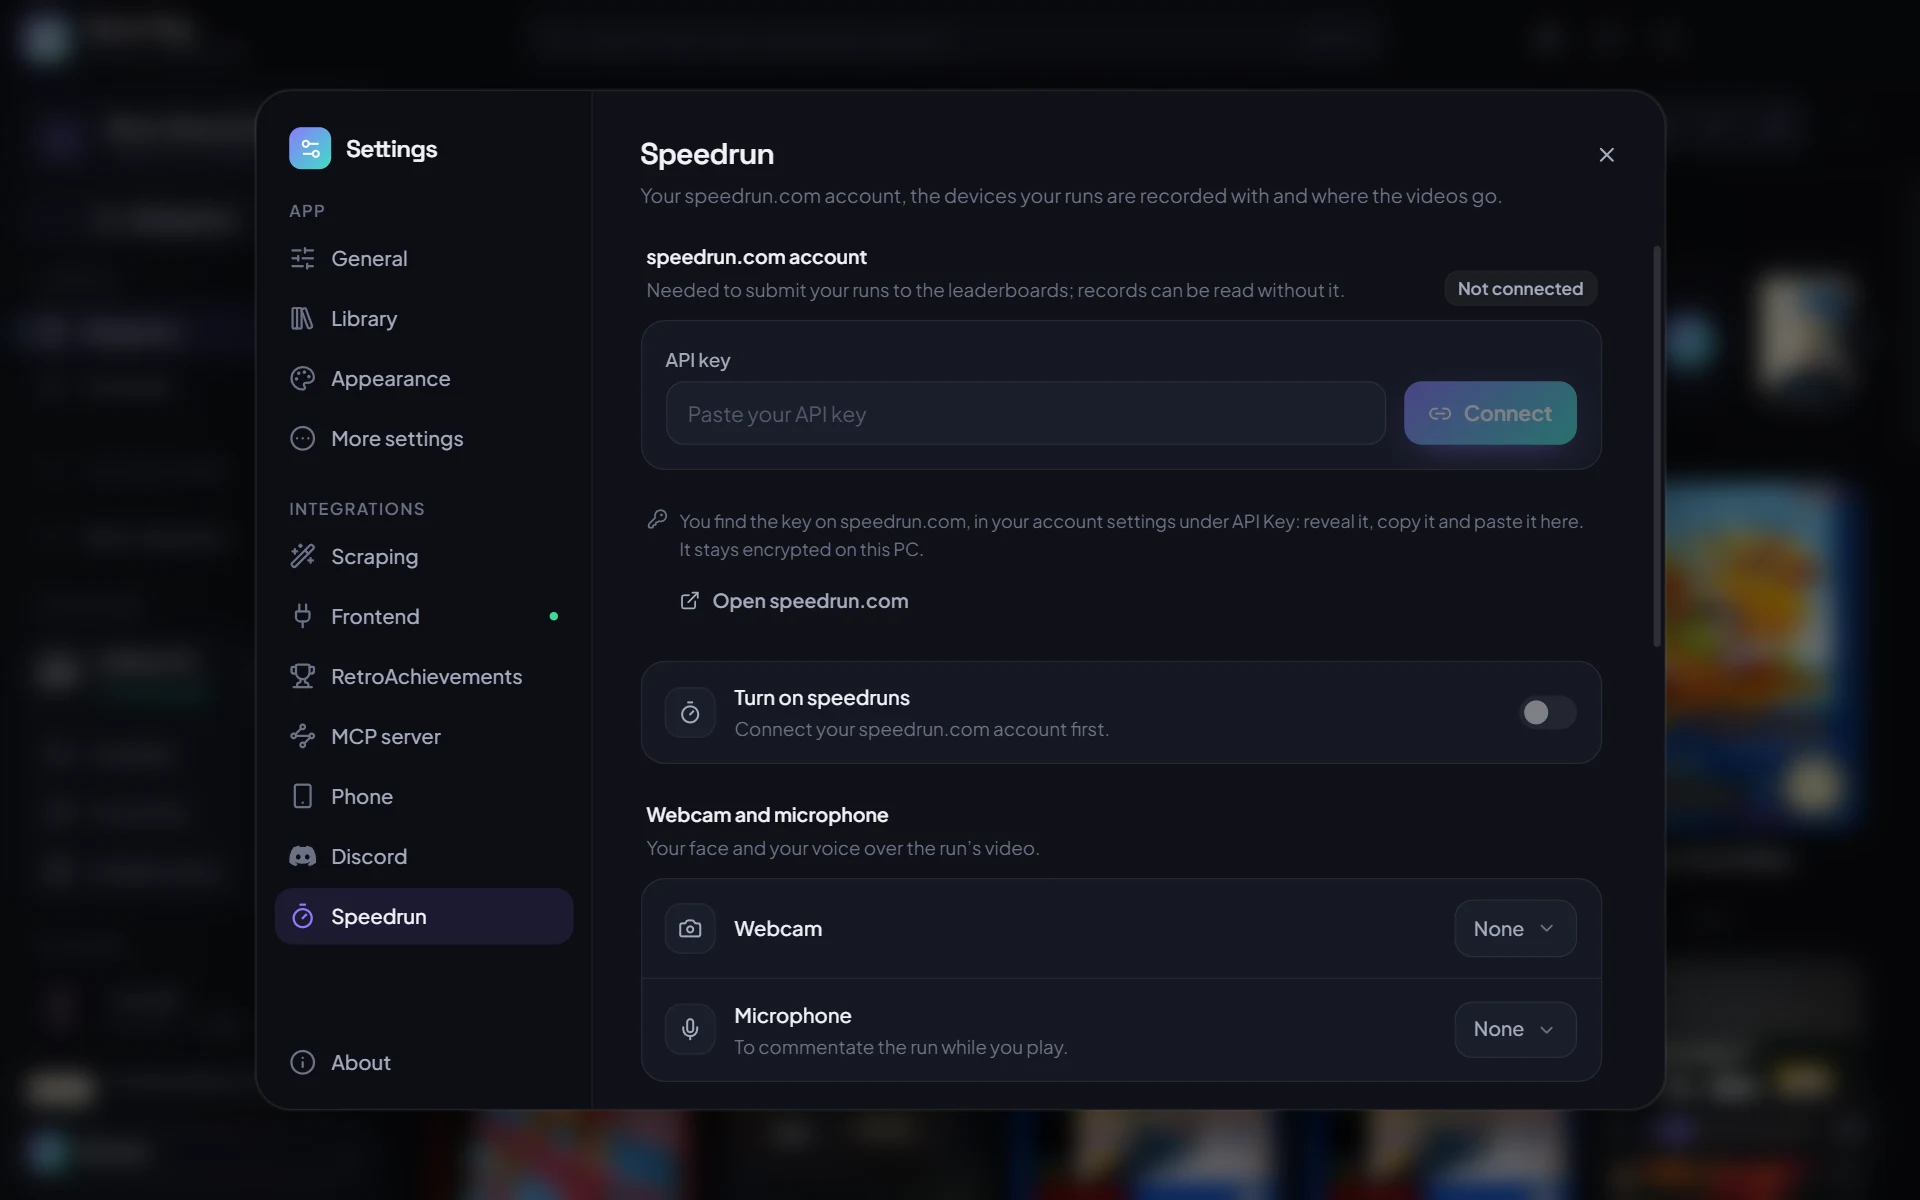 Settings
APP
General
Library
Appearance
More settings
INTEGRATIONS
Scraping
Frontend
RetroAchievements
MCP server
Phone
Discord
Speedrun
About
Speedrun
Your speedrun.com account, the devices your runs are recorded with and where the videos go.
speedrun.com account
Needed to submit your runs to the leaderboards; records can be read without it.
Not connected
API key
Paste your API key
Connect
You find the key on speedrun.com, in your account settings under API Key: reveal it, copy it and paste it here.
It stays encrypted on this PC.
Open speedrun.com
Turn on speedruns
Connect your speedrun.com account first.
Webcam and microphone
Your face and your voice over the run's video.
Webcam
None
Microphone
To commentate the run while you play.
None